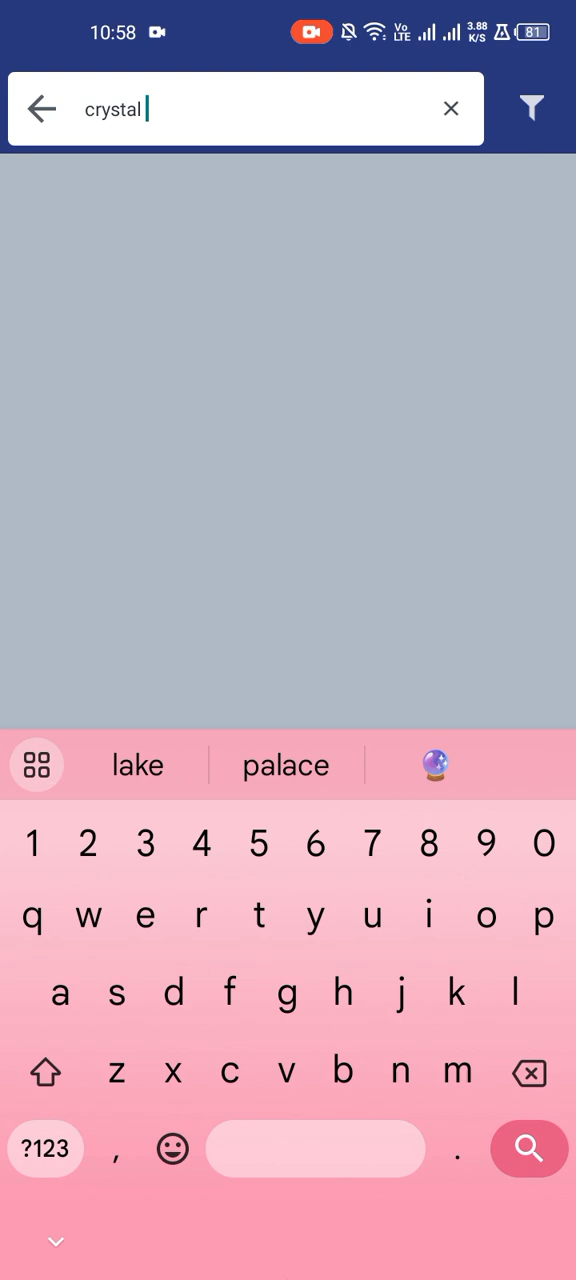 10:58 Vo LTE 3.88 K/S 81
crystal
lake palace
1 2 3 4 5 6 7 8 9 0
q w e r t y u i o p
a s d f g h j k l
z x c v b n m
?123 , .